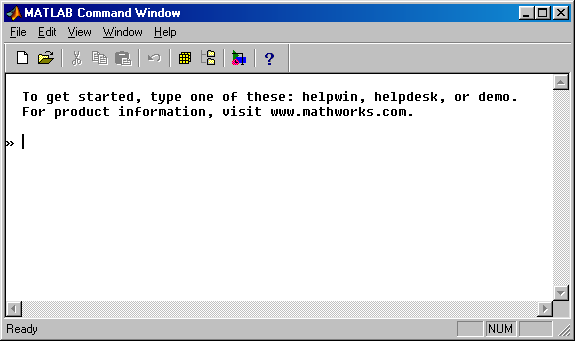 MATLAB Command Window
File Edit View Window Help
?
To get started, type one of these: helpwin, helpdesk, or demo.
For product information, visit www.mathworks.com.
»
Ready NUM